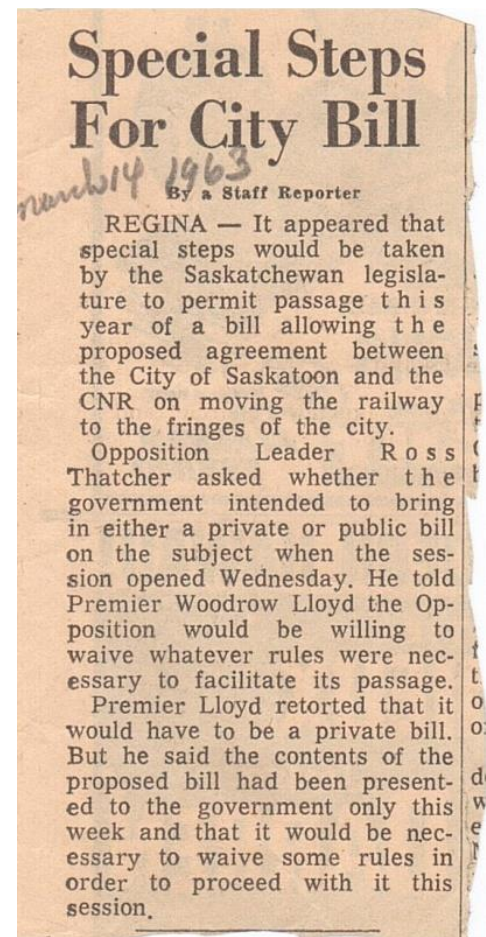 Special Steps
For City Bill
march 14 1963
By a Staff Reporter
REGINA — It appeared that
special steps would be taken
by the Saskatchewan legisla-
ture to permit passage this
year of a bill allowing the
proposed agreement between
the City of Saskatoon and the
CNR on moving the railway
to the fringes of the city.
Opposition Leader Ross
Thatcher asked whether the
government intended to bring
in either a private or public bill
on the subject when the ses-
sion opened Wednesday. He told
Premier Woodrow Lloyd the Op-
position would be willing to
waive whatever rules were nec-
essary to facilitate its passage.
Premier Lloyd retorted that it
would have to be a private bill.
But he said the contents of the
proposed bill had been present-
ed to the government only this
week and that it would be nec-
essary to waive some rules in
order to proceed with it this
session.